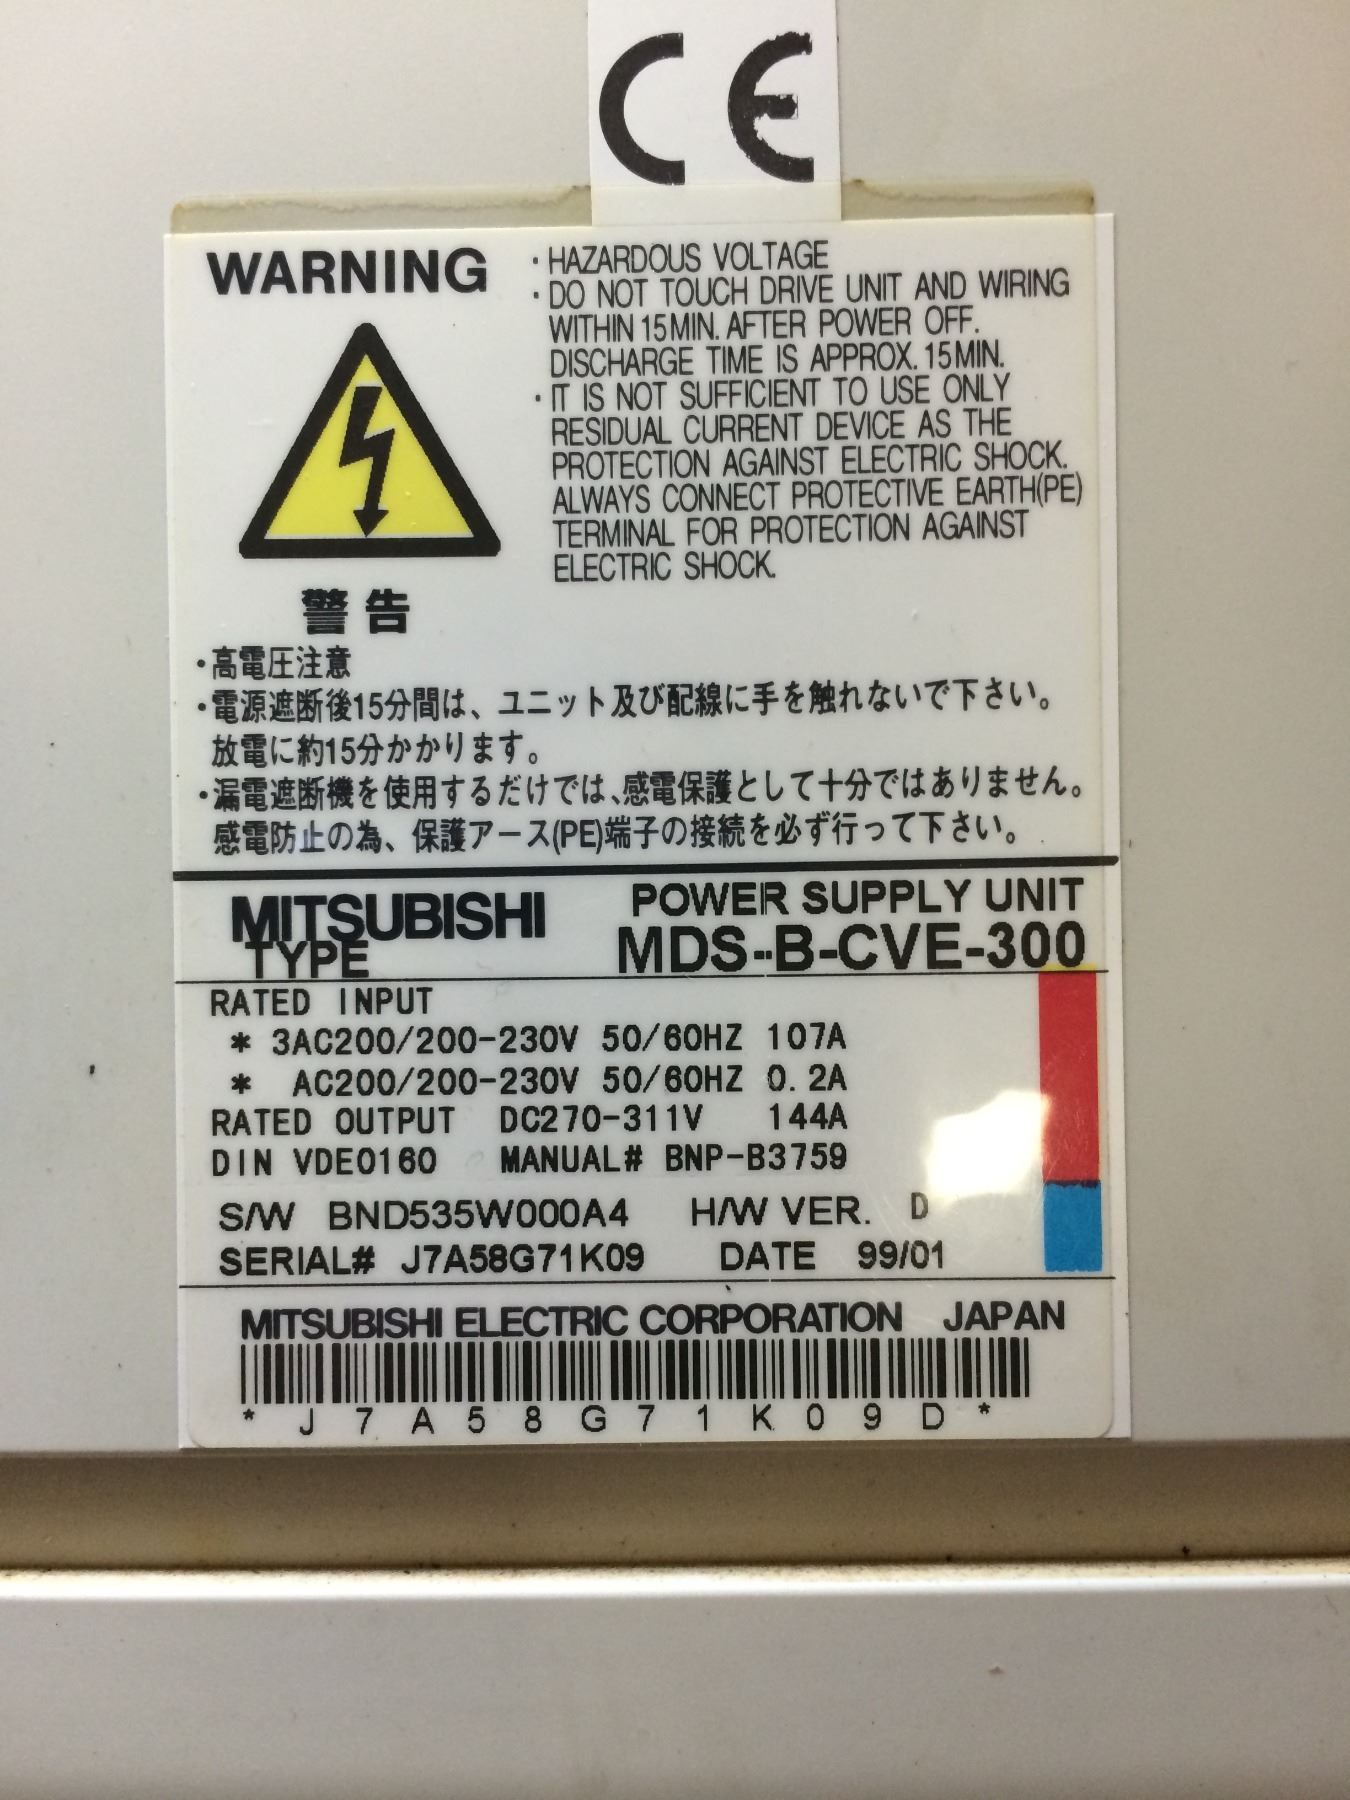 CE
WARNING
・HAZARDOUS VOLTAGE
・DO NOT TOUCH DRIVE UNIT AND WIRING
WITHIN 15MIN. AFTER POWER OFF.
DISCHARGE TIME IS APPROX. 15MIN.
・IT IS NOT SUFFICIENT TO USE ONLY
RESIDUAL CURRENT DEVICE AS THE
PROTECTION AGAINST ELECTRIC SHOCK.
ALWAYS CONNECT PROTECTIVE EARTH(PE)
TERMINAL FOR PROTECTION AGAINST
ELECTRIC SHOCK.
警告
・高電圧注意
・電源遮断後15分間は、ユニット及び配線に手を触れないで下さい。
放電に約15分かかります。
・漏電遮断機を使用するだけでは、感電保護として十分ではありません。
感電防止の為、保護アース(PE)端子の接続を必ず行って下さい。
MITSUBISHI POWER SUPPLY UNIT
TYPE MDS-B-CVE-300
RATED INPUT
* 3AC200/200-230V 50/60HZ 107A
* AC200/200-230V 50/60HZ 0.2A
RATED OUTPUT DC270-311V 144A
DIN VDE0160 MANUAL# BNP-B3759
S/W BND535W000A4 H/W VER. D
SERIAL# J7A58G71K09 DATE 99/01
MITSUBISHI ELECTRIC CORPORATION JAPAN
* J 7 A 5 8 G 7 1 K 0 9 D *